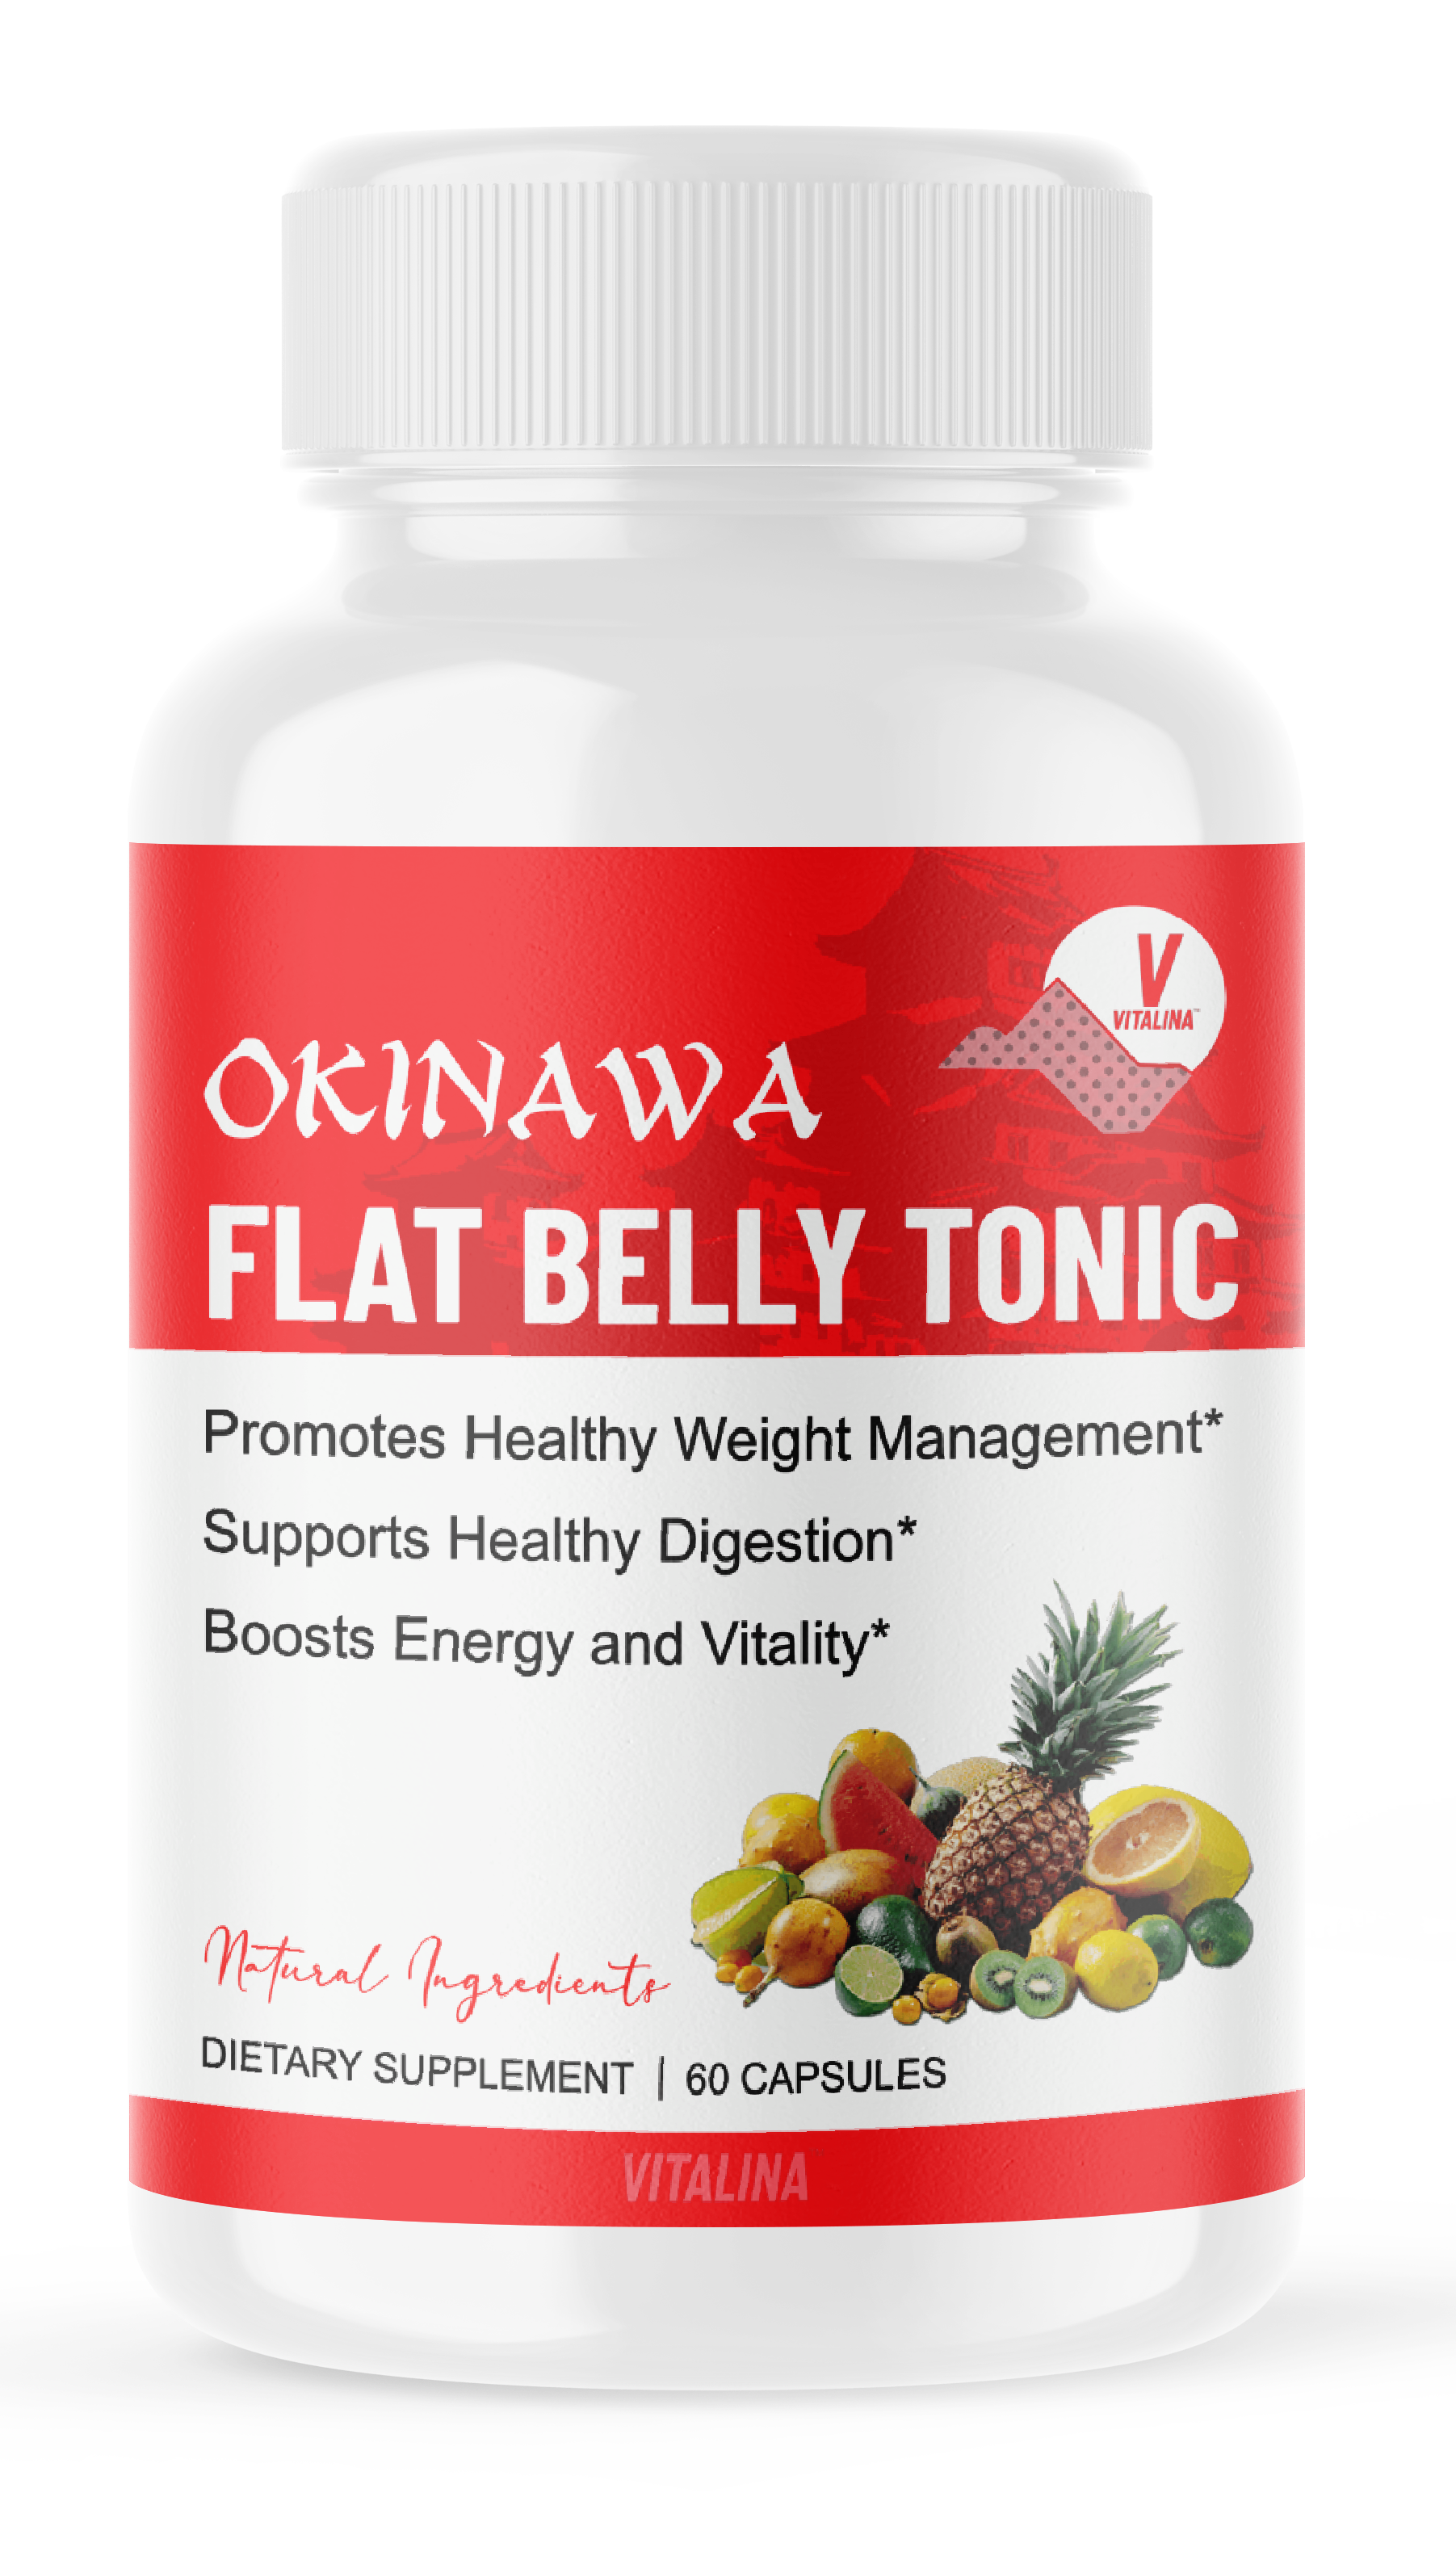 V
VITALINA™
OKINAWA
FLAT BELLY TONIC
Promotes Healthy Weight Management*
Supports Healthy Digestion*
Boosts Energy and Vitality*
Natural Ingredients
DIETARY SUPPLEMENT | 60 CAPSULES
VITALINA